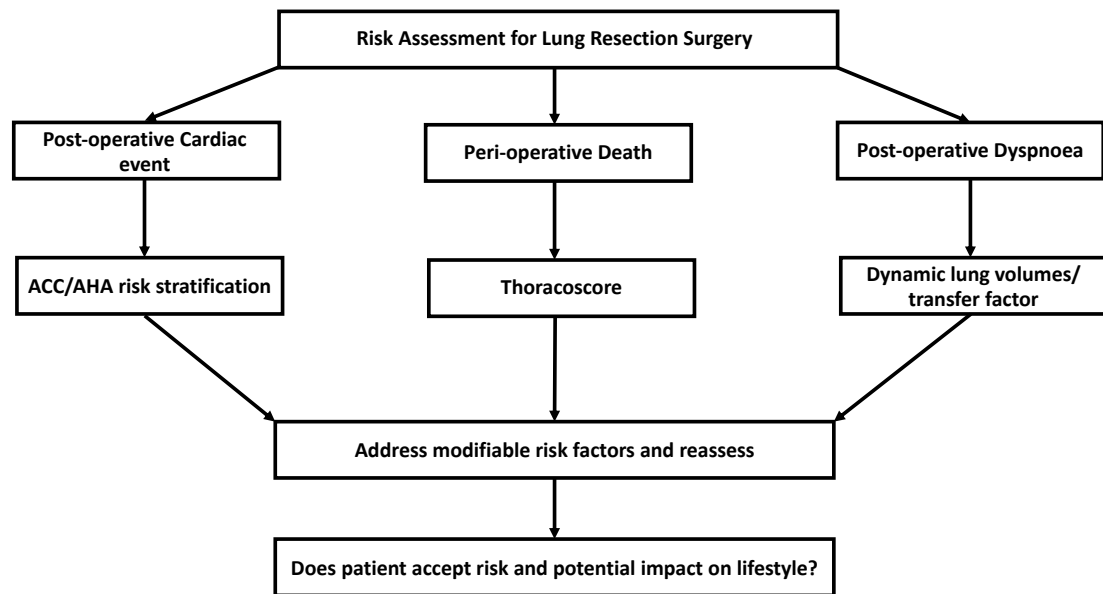 Risk Assessment for Lung Resection Surgery
Post-operative Cardiac
event
Peri-operative Death
Post-operative Dyspnoea
ACC/AHA risk stratification
Thoracoscore
Dynamic lung volumes/
transfer factor
Address modifiable risk factors and reassess
Does patient accept risk and potential impact on lifestyle?